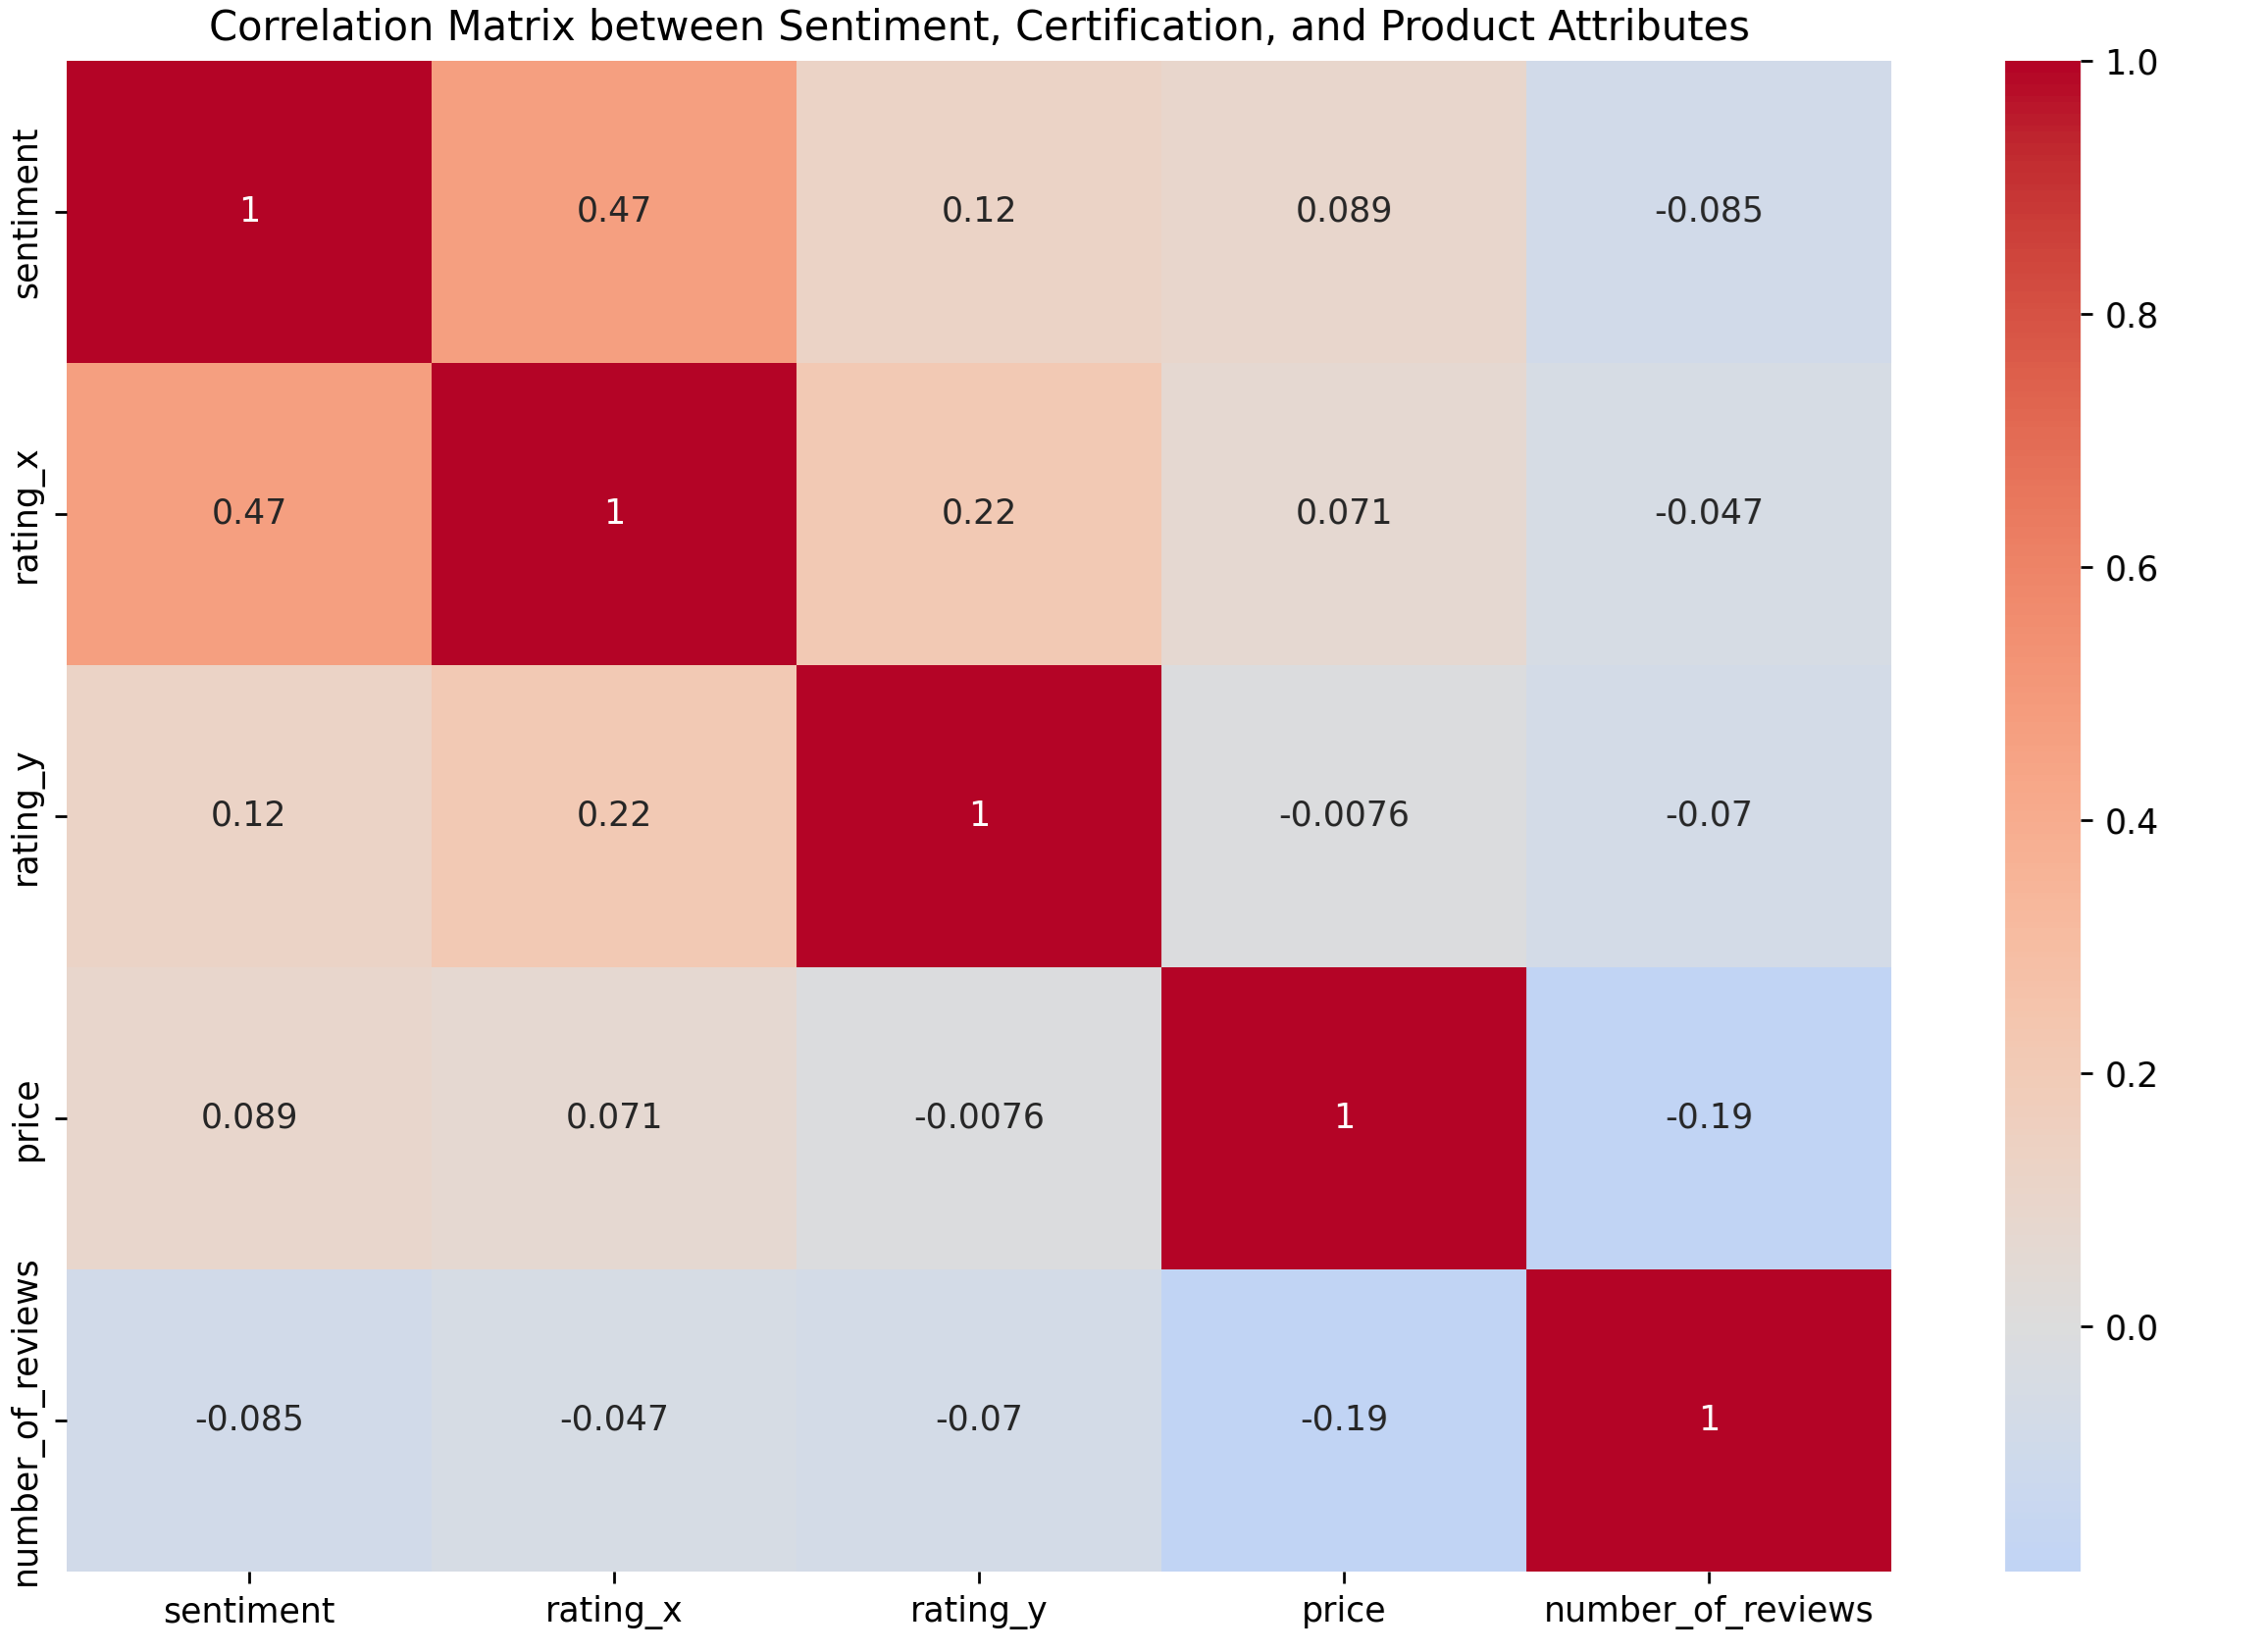 Correlation Matrix between Sentiment, Certification, and Product Attributes
sentiment
1
0.47
0.12
0.089
-0.085
rating_x
0.47
1
0.22
0.071
-0.047
rating_y
0.12
0.22
1
-0.0076
-0.07
price
0.089
0.071
-0.0076
1
-0.19
number_of_reviews
-0.085
-0.047
-0.07
-0.19
1
sentiment
rating_x
rating_y
price
number_of_reviews
1.0
0.8
0.6
0.4
0.2
0.0